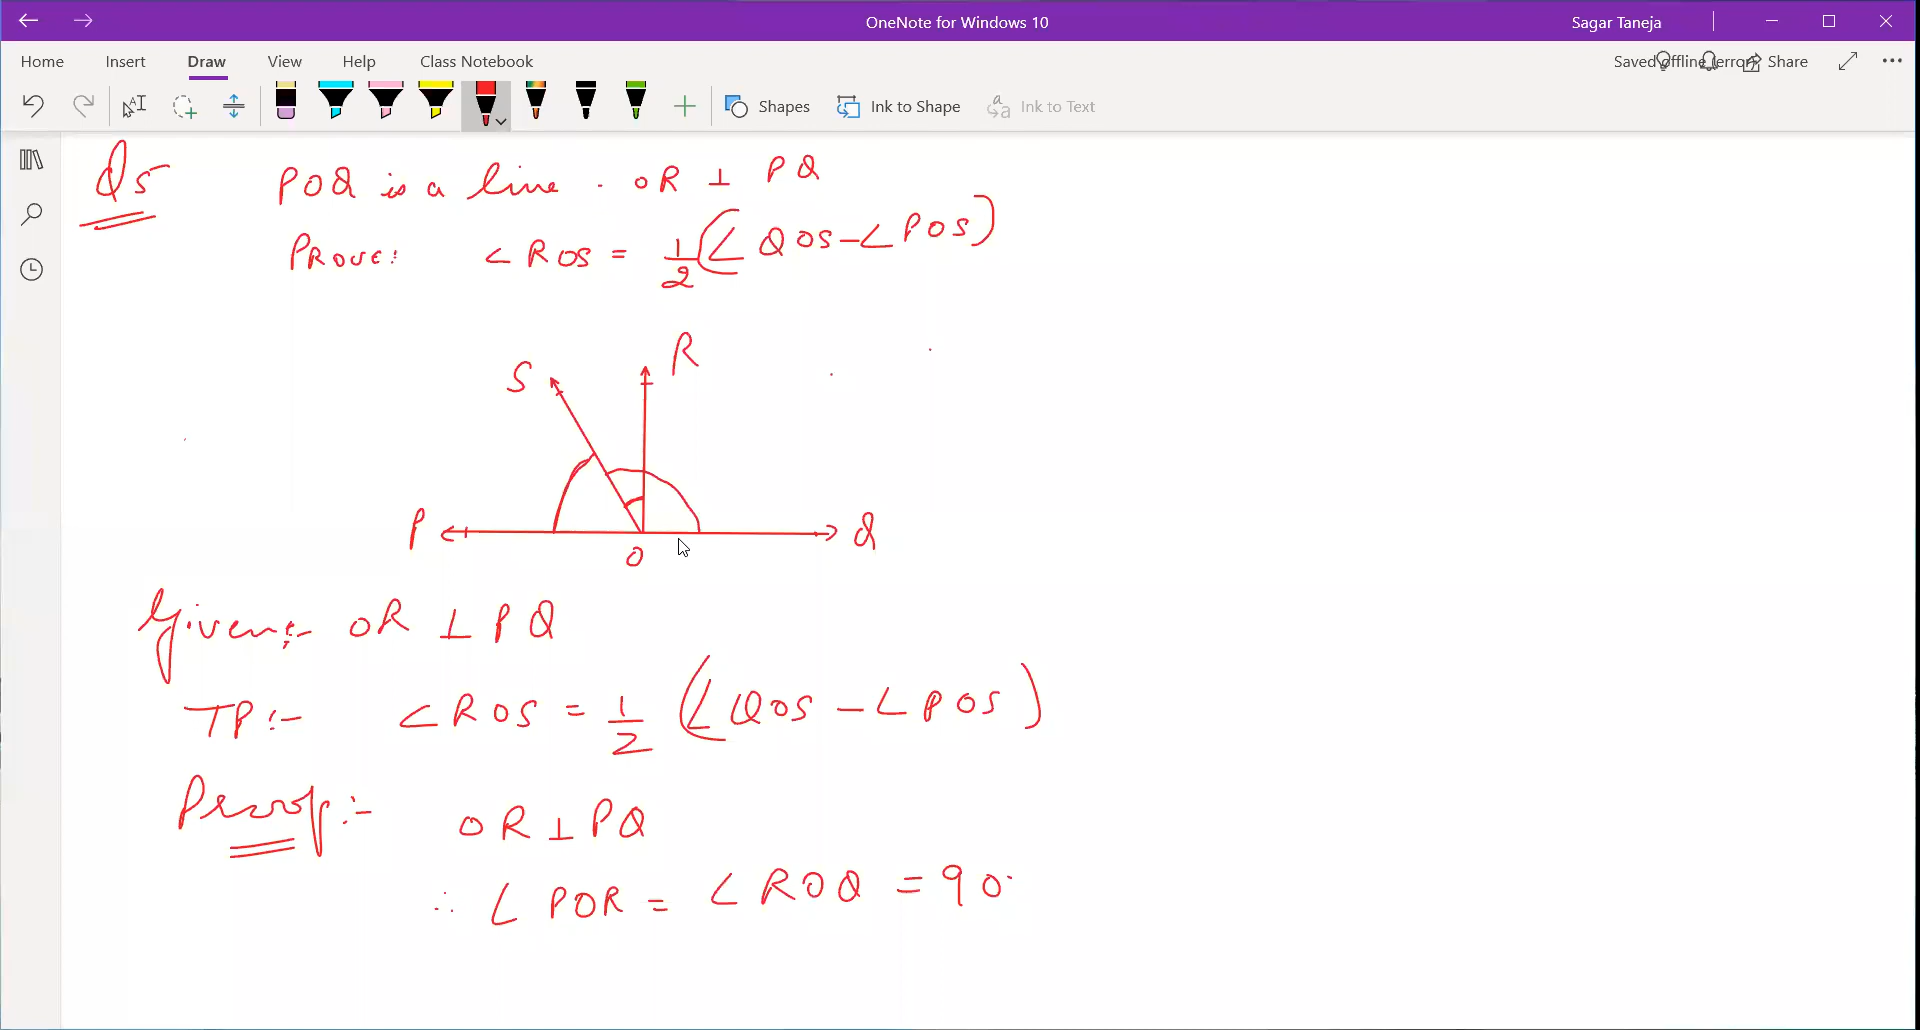 OneNote for Windows 10
Sagar Taneja
Home Insert Draw View Help Class Notebook
Saved offline (error) Share
Shapes Ink to Shape Ink to Text
Q5 POQ is a line . OR ⊥ PQ
PROVE: ∠ROS = 1/2 (∠QOS - ∠POS)
S R
P O Q
Given:- OR ⊥ PQ
TP:- ∠ROS = 1/2 (∠QOS - ∠POS)
Proof:- OR ⊥ PQ
∴ ∠POR = ∠ROQ = 90°